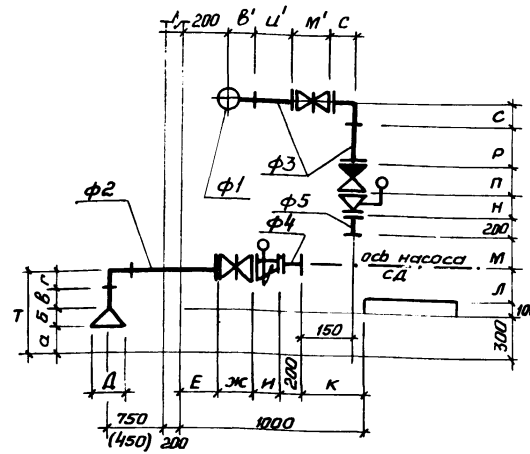 200 в' и' м' с
с
ф3
ф1
р
п
ф2
ф5
н
ф4
200
ось насоса
СД
м
г
в
Т
л
100
б
150
а
300
Д
Е ж и 200 к
750
1000
(450) 200